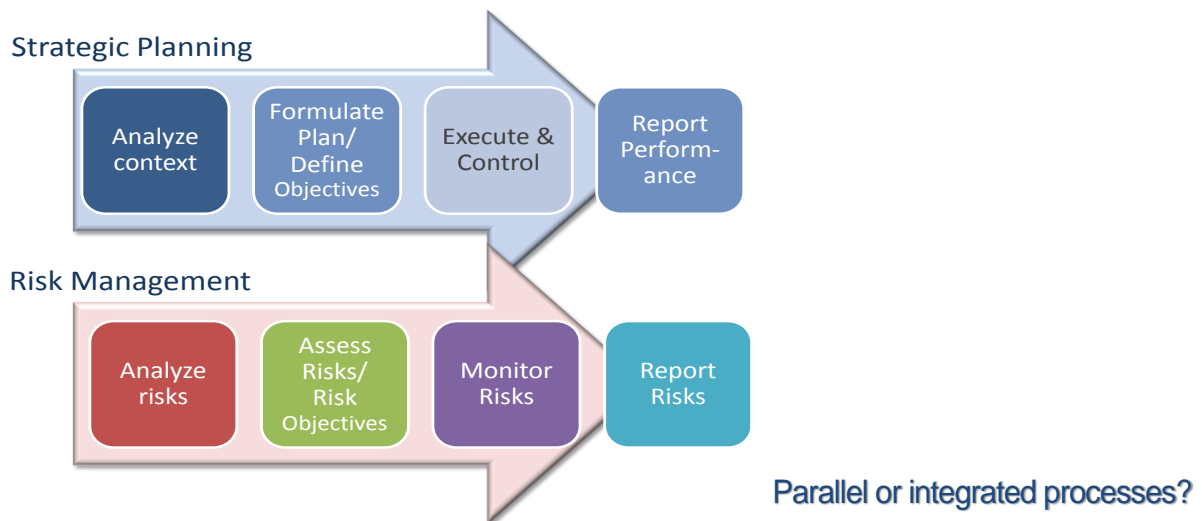 Strategic Planning
Analyze
context
Formulate
Plan/
Define
Objectives
Execute &
Control
Report
Perform-
ance
Risk Management
Analyze
risks
Assess
Risks/
Risk
Objectives
Monitor
Risks
Report
Risks
Parallel or integrated processes?